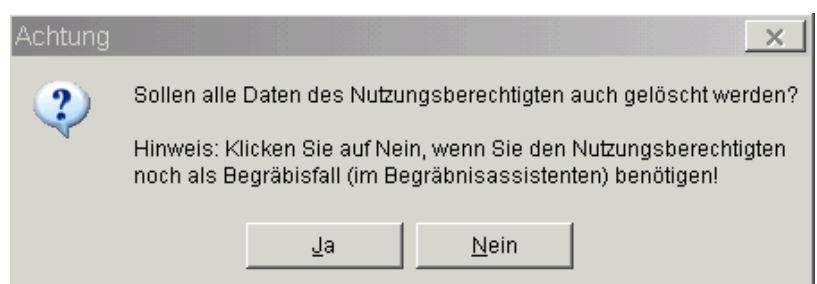 Achtung
Sollen alle Daten des Nutzungsberechtigten auch gelöscht werden?
Hinweis: Klicken Sie auf Nein, wenn Sie den Nutzungsberechtigten
noch als Begräbisfall (im Begräbnisassistenten) benötigen!
Ja
Nein